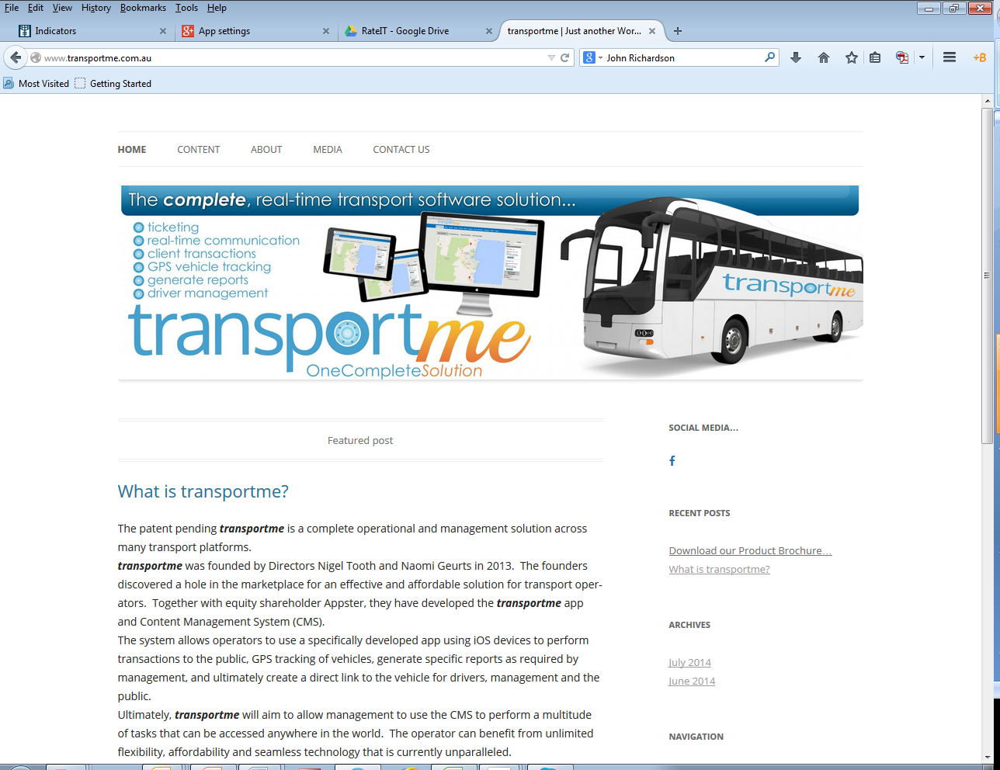 File Edit View History Bookmarks Tools Help
Indicators
App settings
RateIT - Google Drive
transportme | Just another Wor...
www.transportme.com.au
John Richardson
Most Visited
Getting Started
HOME
CONTENT
ABOUT
MEDIA
CONTACT US
The complete, real-time transport software solution...
ticketing
real-time communication
client transactions
GPS vehicle tracking
generate reports
driver management
transportme
OneCompleteSolution
transportme
Featured post
What is transportme?
The patent pending transportme is a complete operational and management solution across
many transport platforms.
transportme was founded by Directors Nigel Tooth and Naomi Geurts in 2013. The founders
discovered a hole in the marketplace for an effective and affordable solution for transport oper-
ators. Together with equity shareholder Appster, they have developed the transportme app
and Content Management System (CMS).
The system allows operators to use a specifically developed app using iOS devices to perform
transactions to the public, GPS tracking of vehicles, generate specific reports as required by
management, and ultimately create a direct link to the vehicle for drivers, management and the
public.
Ultimately, transportme will aim to allow management to use the CMS to perform a multitude
of tasks that can be accessed anywhere in the world. The operator can benefit from unlimited
flexibility, affordability and seamless technology that is currently unparalleled.
SOCIAL MEDIA...
RECENT POSTS
Download our Product Brochure...
What is transportme?
ARCHIVES
July 2014
June 2014
NAVIGATION